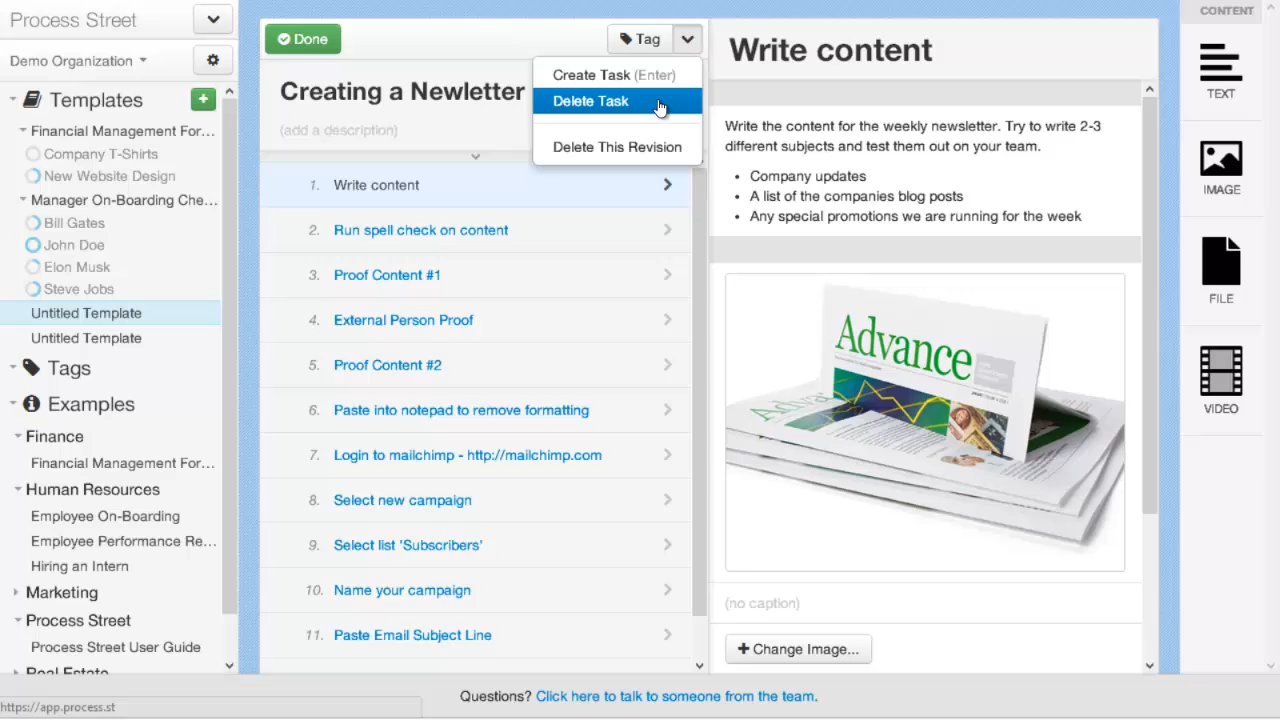 Process Street
Demo Organization
Templates
Financial Management For...
Company T-Shirts
New Website Design
Manager On-Boarding Che...
Bill Gates
John Doe
Elon Musk
Steve Jobs
Untitled Template
Untitled Template
Tags
Examples
Finance
Financial Management For...
Human Resources
Employee On-Boarding
Employee Performance Re...
Hiring an Intern
Marketing
Process Street
Process Street User Guide
Real Estate
https://app.process.st
Done
Tag
Create Task (Enter)
Delete Task
Delete This Revision
Creating a Newletter
(add a description)
1. Write content
2. Run spell check on content
3. Proof Content #1
4. External Person Proof
5. Proof Content #2
6. Paste into notepad to remove formatting
7. Login to mailchimp - http://mailchimp.com
8. Select new campaign
9. Select list 'Subscribers'
10. Name your campaign
11. Paste Email Subject Line
Write content
Write the content for the weekly newsletter. Try to write 2-3
different subjects and test them out on your team.
• Company updates
• A list of the companies blog posts
• Any special promotions we are running for the week
Advance
(no caption)
Change Image...
CONTENT
TEXT
IMAGE
FILE
VIDEO
Questions? Click here to talk to someone from the team.